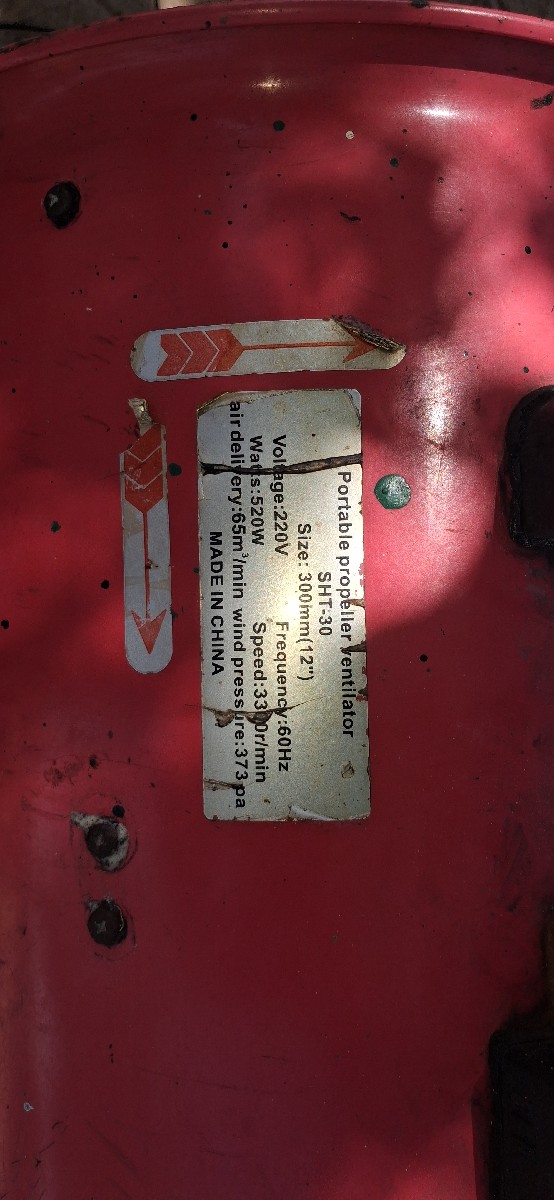 Portable propeller ventilator
SHT-30
Size: 300mm(12")
Voltage:220V Frequency:60Hz
Watts:520W Speed:3300r/min
air delivery:65m³/min wind pressure:373pa
MADE IN CHINA